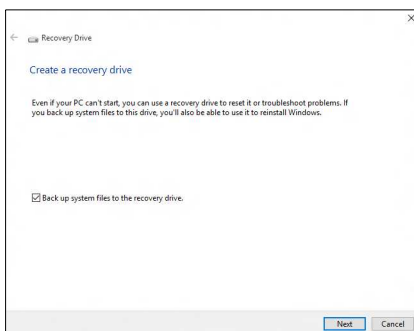 Recovery Drive
Create a recovery drive
Even if your PC can't start, you can use a recovery drive to reset it or troubleshoot problems. If
you back up system files to this drive, you'll also be able to use it to reinstall Windows.
Back up system files to the recovery drive.
Next Cancel